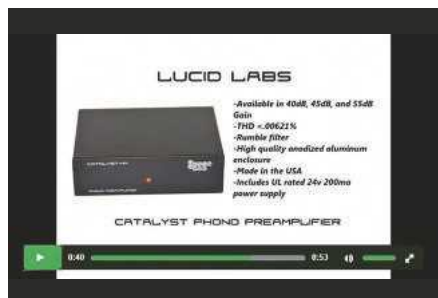 LUCID LABS
-Available in 40dB, 45dB, and 55dB
Gain
-THD <.00621%
-Rumble filter
-High quality anodized aluminum
enclosure
-Made in the USA
-Includes UL rated 24v 200ma
power supply
CATALYST PHONO PREAMPLIFIER
0:40
0:53